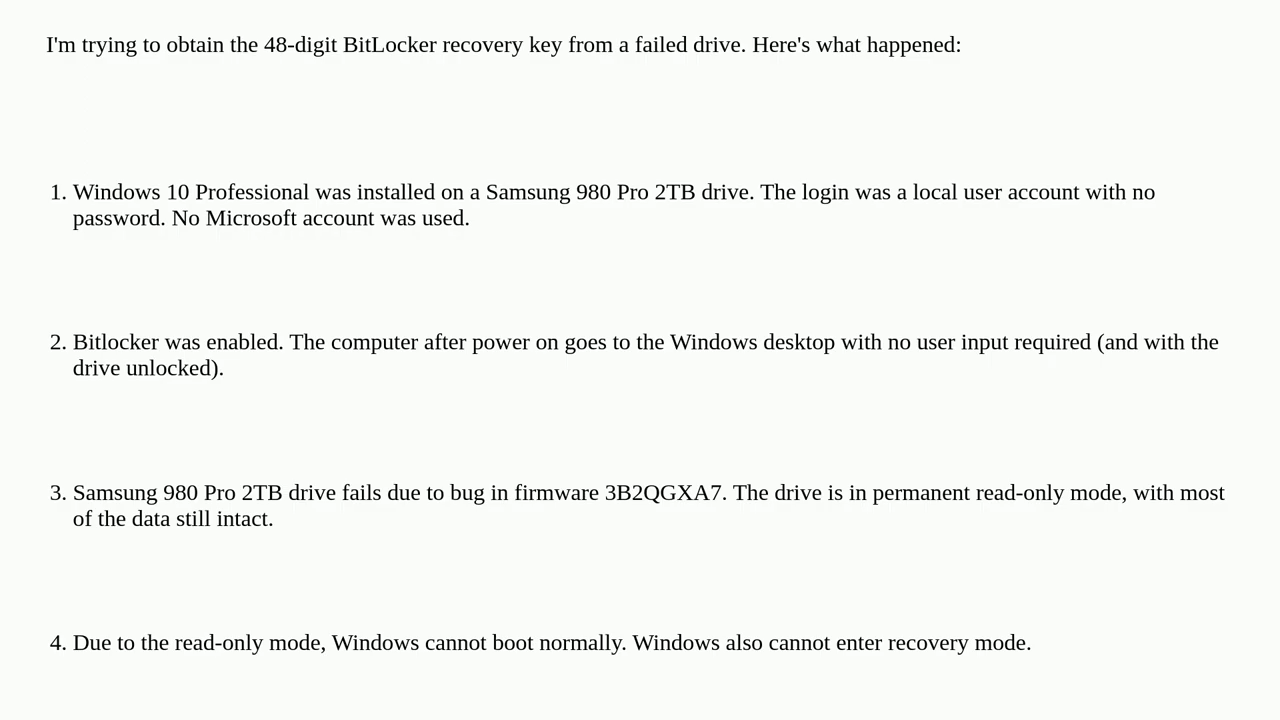 I'm trying to obtain the 48-digit BitLocker recovery key from a failed drive. Here's what happened:
1. Windows 10 Professional was installed on a Samsung 980 Pro 2TB drive. The login was a local user account with no
password. No Microsoft account was used.
2. Bitlocker was enabled. The computer after power on goes to the Windows desktop with no user input required (and with the
drive unlocked).
3. Samsung 980 Pro 2TB drive fails due to bug in firmware 3B2QGXA7. The drive is in permanent read-only mode, with most
of the data still intact.
4. Due to the read-only mode, Windows cannot boot normally. Windows also cannot enter recovery mode.